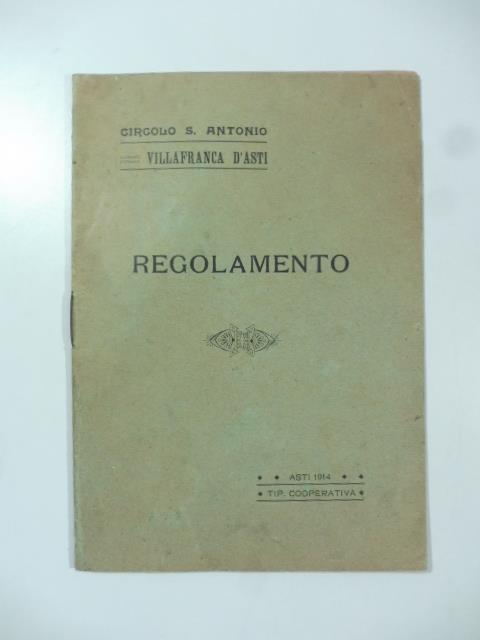 CIRCOLO S. ANTONIO
VILLAFRANCA D'ASTI
REGOLAMENTO
ASTI 1914
TIP. COOPERATIVA